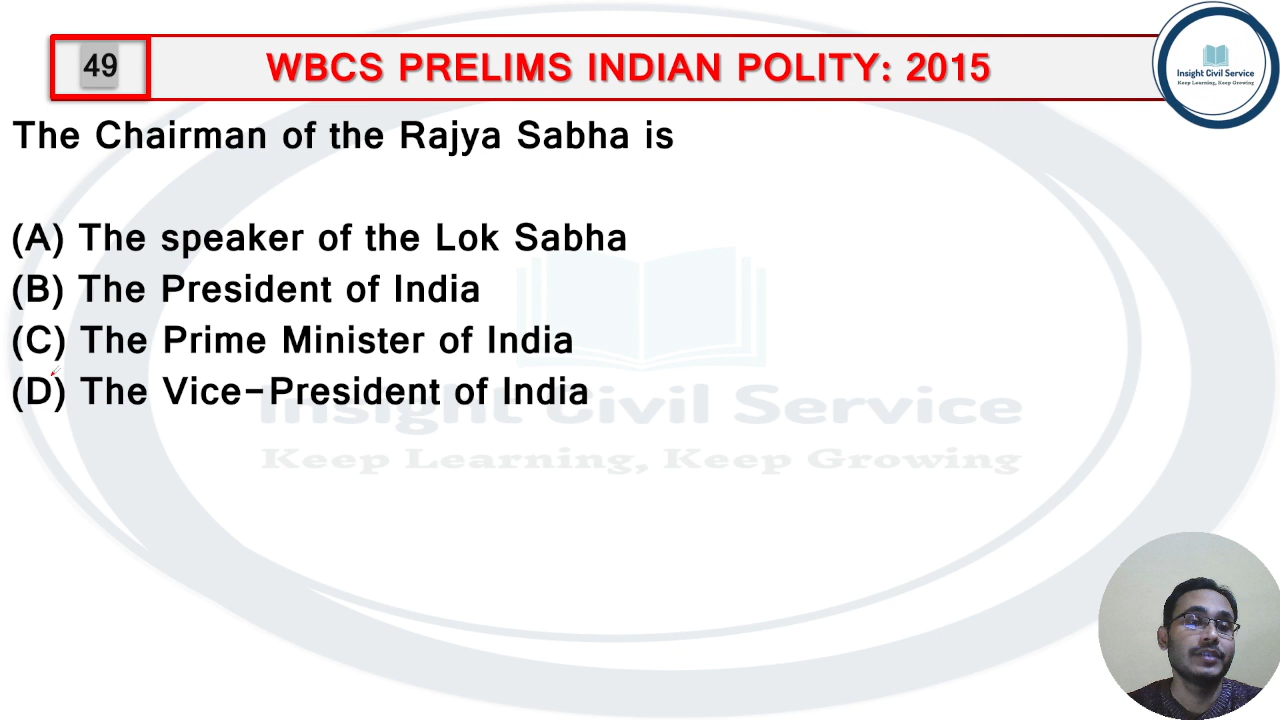 49
WBCS PRELIMS INDIAN POLITY: 2015
Insight Civil Service
Keep Learning, Keep Growing
The Chairman of the Rajya Sabha is
(A) The speaker of the Lok Sabha
(B) The President of India
(C) The Prime Minister of India
(D) The Vice-President of India
Insight Civil Service
Keep Learning, Keep Growing